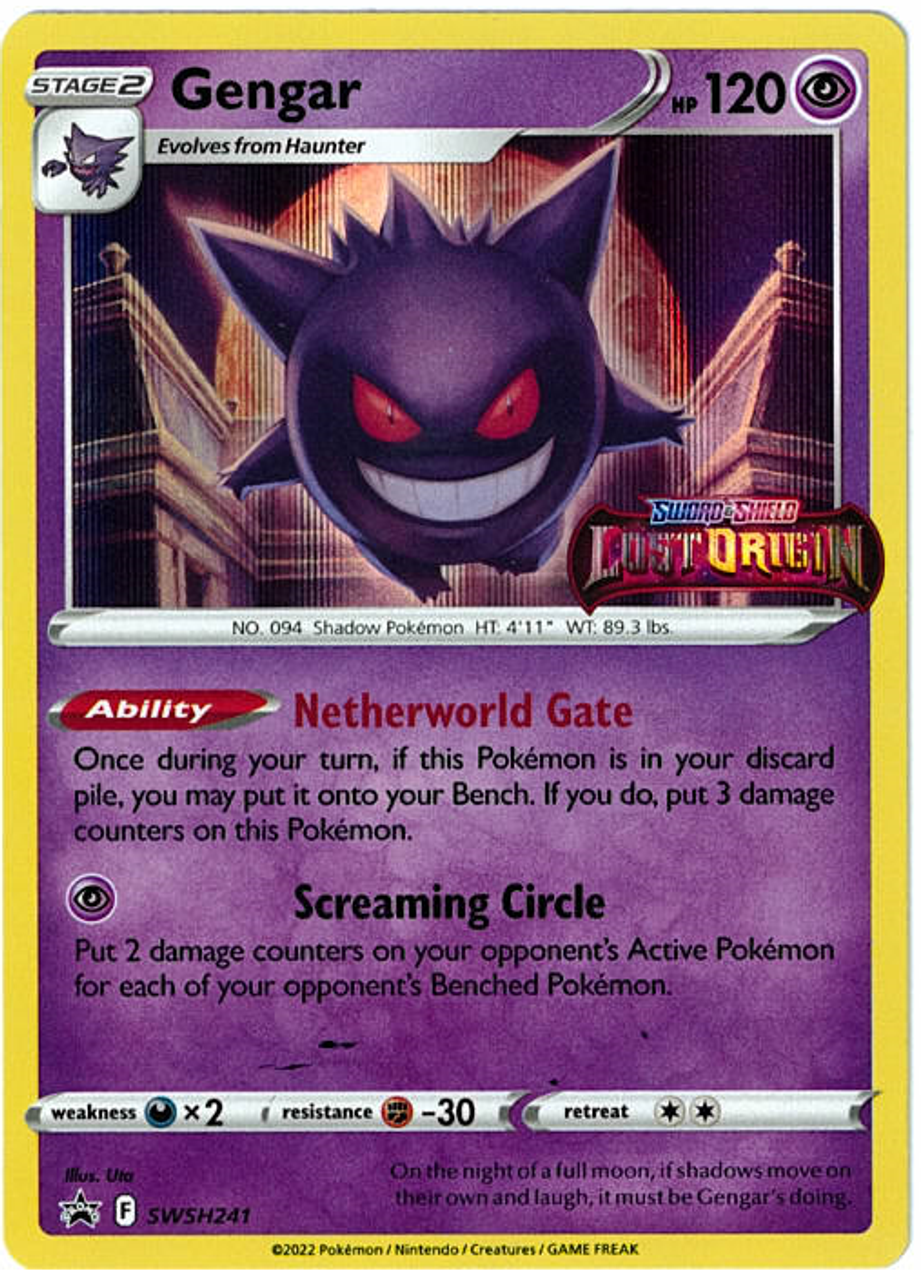 STAGE 2
Gengar
HP 120
Evolves from Haunter
SWORD & SHIELD
LOST ORIGIN
NO. 094 Shadow Pokémon HT: 4'11" WT: 89.3 lbs.
Ability
Netherworld Gate
Once during your turn, if this Pokémon is in your discard
pile, you may put it onto your Bench. If you do, put 3 damage
counters on this Pokémon.
Screaming Circle
Put 2 damage counters on your opponent's Active Pokémon
for each of your opponent's Benched Pokémon.
weakness ×2 resistance -30 retreat
Illus. Uta
On the night of a full moon, if shadows move on
their own and laugh, it must be Gengar's doing.
PROMO F SWSH241
©2022 Pokémon / Nintendo / Creatures / GAME FREAK